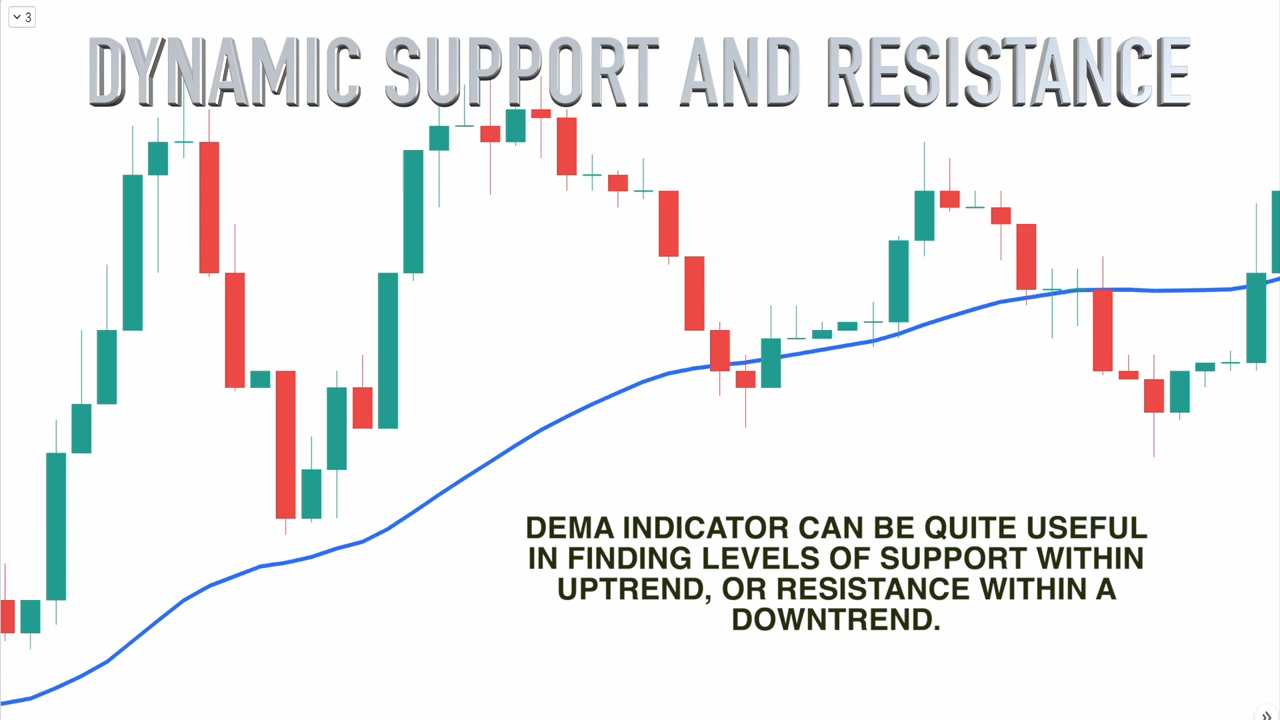 3
DYNAMIC SUPPORT AND RESISTANCE
DEMA INDICATOR CAN BE QUITE USEFUL
IN FINDING LEVELS OF SUPPORT WITHIN
UPTREND, OR RESISTANCE WITHIN A
DOWNTREND.